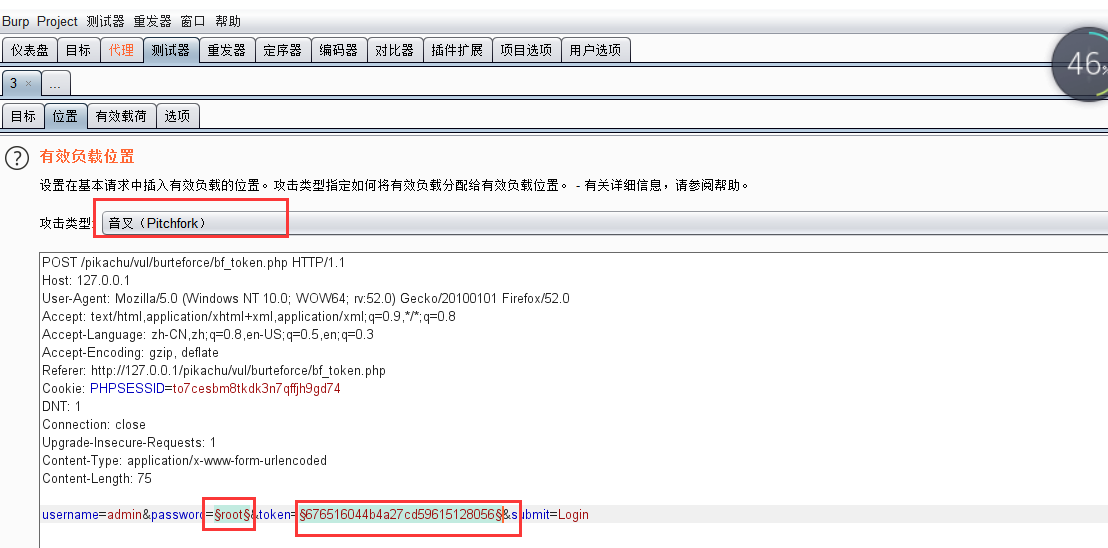 Burp Project 测试器 重发器 窗口 帮助
仪表盘 目标 代理 测试器 重发器 定序器 编码器 对比器 插件扩展 项目选项 用户选项
46%
3 × ...
目标 位置 有效载荷 选项
? 有效负载位置
设置在基本请求中插入有效负载的位置。攻击类型指定如何将有效负载分配给有效负载位置。 - 有关详细信息，请参阅帮助。
攻击类型: 音叉（Pitchfork）
POST /pikachu/vul/burteforce/bf_token.php HTTP/1.1
Host: 127.0.0.1
User-Agent: Mozilla/5.0 (Windows NT 10.0; WOW64; rv:52.0) Gecko/20100101 Firefox/52.0
Accept: text/html,application/xhtml+xml,application/xml;q=0.9,*/*;q=0.8
Accept-Language: zh-CN,zh;q=0.8,en-US;q=0.5,en;q=0.3
Accept-Encoding: gzip, deflate
Referer: http://127.0.0.1/pikachu/vul/burteforce/bf_token.php
Cookie: PHPSESSID=to7cesbm8tkdk3n7qffjh9gd74
DNT: 1
Connection: close
Upgrade-Insecure-Requests: 1
Content-Type: application/x-www-form-urlencoded
Content-Length: 75
username=admin&password=§root§&token=§676516044b4a27cd59615128056§&submit=Login